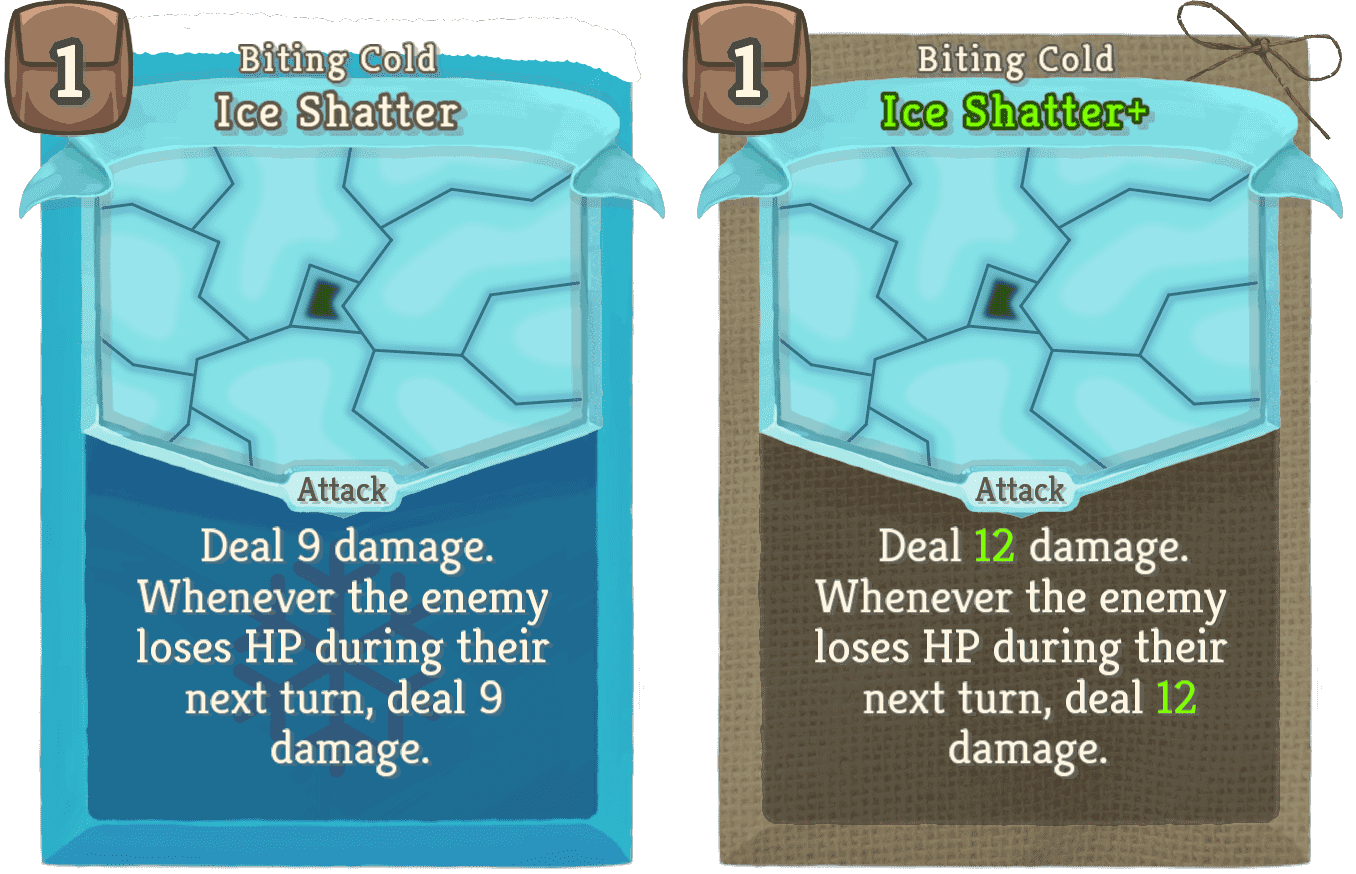 1
Biting Cold
Ice Shatter
Attack
Deal 9 damage.
Whenever the enemy
loses HP during their
next turn, deal 9
damage.
1
Biting Cold
Ice Shatter+
Attack
Deal 12 damage.
Whenever the enemy
loses HP during their
next turn, deal 12
damage.